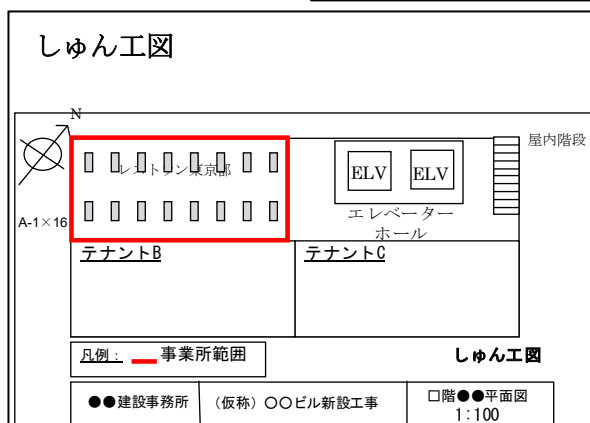 しゅん工図
N
レストラン東京都
ELV
ELV
屋内階段
A-1×16
エレベーター
ホール
テナントB
テナントC
凡例： 事業所範囲
しゅん工図
●●建設事務所
（仮称）○○ビル新設工事
□階●●平面図
1:100